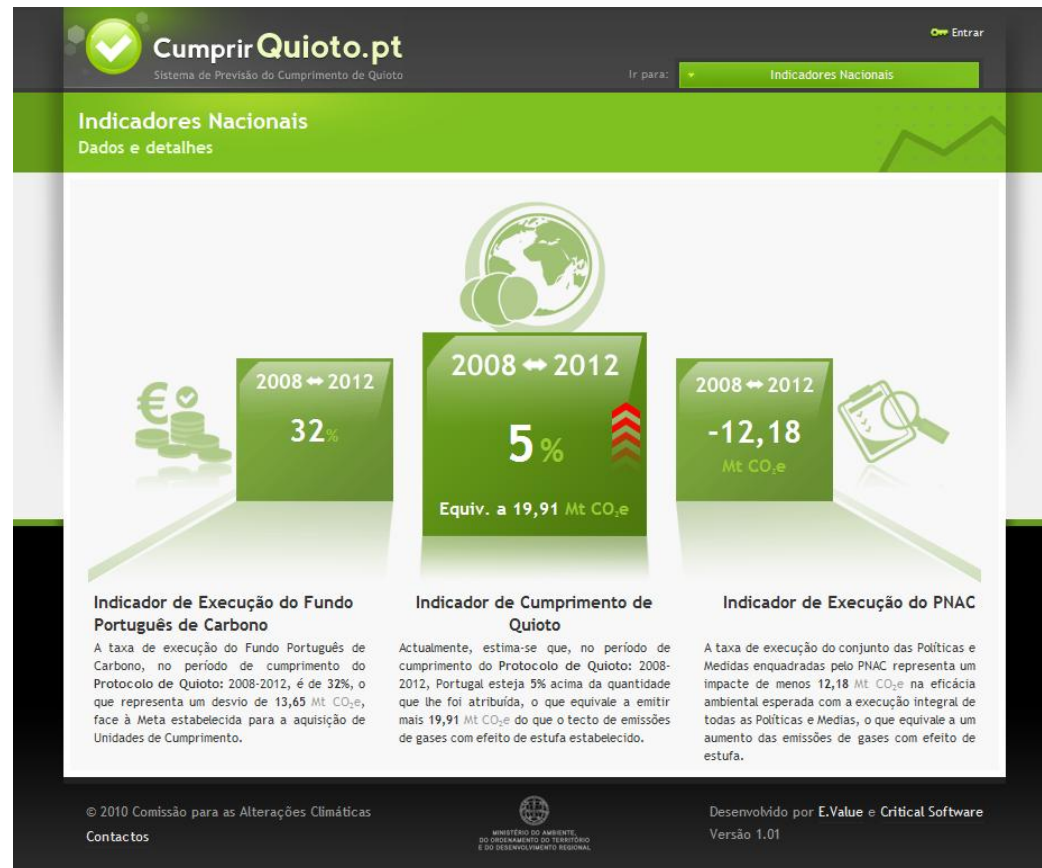 CumprirQuioto.pt
Sistema de Previsão do Cumprimento de Quioto
Entrar
Ir para:
Indicadores Nacionais
Indicadores Nacionais
Dados e detalhes
2008 ⇔ 2012
32%
2008 ⇔ 2012
5 %
Equiv. a 19,91 Mt CO₂e
2008 ⇔ 2012
-12,18
Mt CO₂e
Indicador de Execução do Fundo
Português de Carbono
A taxa de execução do Fundo Português de
Carbono, no período de cumprimento do
Protocolo de Quioto: 2008-2012, é de 32%, o
que representa um desvio de 13,65 Mt CO₂e,
face à Meta estabelecida para a aquisição de
Unidades de Cumprimento.
Indicador de Cumprimento de
Quioto
Actualmente, estima-se que, no período de
cumprimento do Protocolo de Quioto: 2008-
2012, Portugal esteja 5% acima da quantidade
que lhe foi atribuída, o que equivale a emitir
mais 19,91 Mt CO₂e do que o tecto de emissões
de gases com efeito de estufa estabelecido.
Indicador de Execução do PNAC
A taxa de execução do conjunto das Políticas e
Medidas enquadradas pelo PNAC representa um
impacte de menos 12,18 Mt CO₂e na eficácia
ambiental esperada com a execução integral de
todas as Políticas e Medias, o que equivale a um
aumento das emissões de gases com efeito de
estufa.
© 2010 Comissão para as Alterações Climáticas
Contactos
MINISTÉRIO DO AMBIENTE,
DO ORDENAMENTO DO TERRITÓRIO
E DO DESENVOLVIMENTO REGIONAL
Desenvolvido por E.Value e Critical Software
Versão 1.01